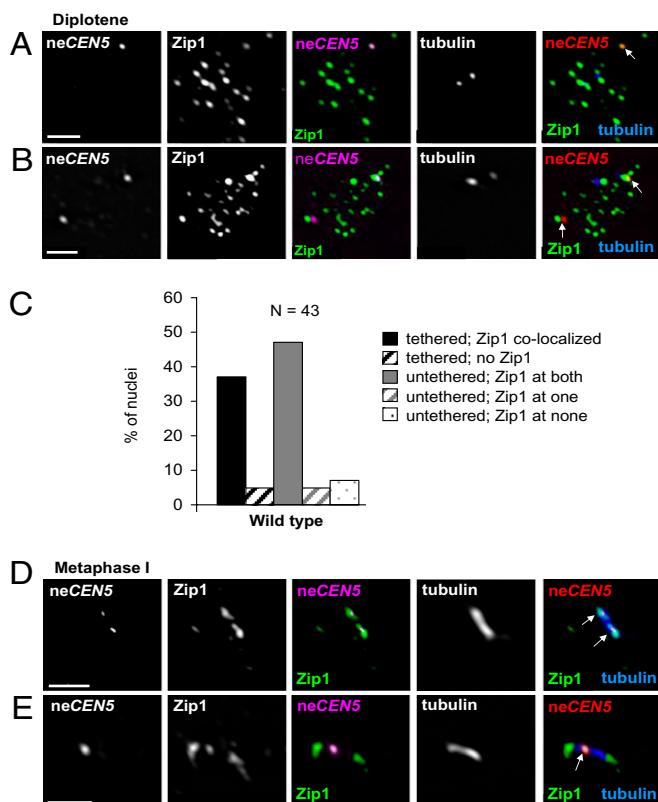 Diplotene
A
neCEN5
Zip1
neCEN5
Zip1
tubulin
neCEN5
Zip1 tubulin
B
neCEN5
Zip1
neCEN5
Zip1
tubulin
neCEN5
Zip1 tubulin
C
% of nuclei
60
50
40
30
20
10
0
N = 43
Wild type
tethered; Zip1 co-localized
tethered; no Zip1
untethered; Zip1 at both
untethered; Zip1 at one
untethered; Zip1 at none
Metaphase I
D
neCEN5
Zip1
neCEN5
Zip1
tubulin
neCEN5
Zip1 tubulin
E
neCEN5
Zip1
neCEN5
Zip1
tubulin
neCEN5
Zip1 tubulin